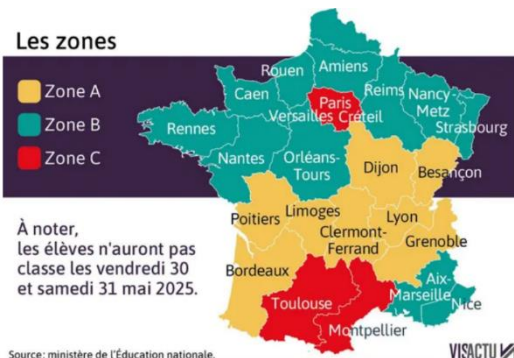 Les zones
Zone A
Zone B
Zone C
Rouen
Amiens
Caen
Reims
Nancy-
Metz
Paris
Versailles Créteil
Strasbourg
Rennes
Nantes
Orléans-
Tours
Dijon
Besançon
Poitiers
Limoges
Lyon
Clermont-
Ferrand
Grenoble
Bordeaux
Aix-
Marseille
Nice
Toulouse
Montpellier
À noter,
les élèves n'auront pas
classe les vendredi 30
et samedi 31 mai 2025.
Source: ministère de l'Éducation nationale.
VISACTU